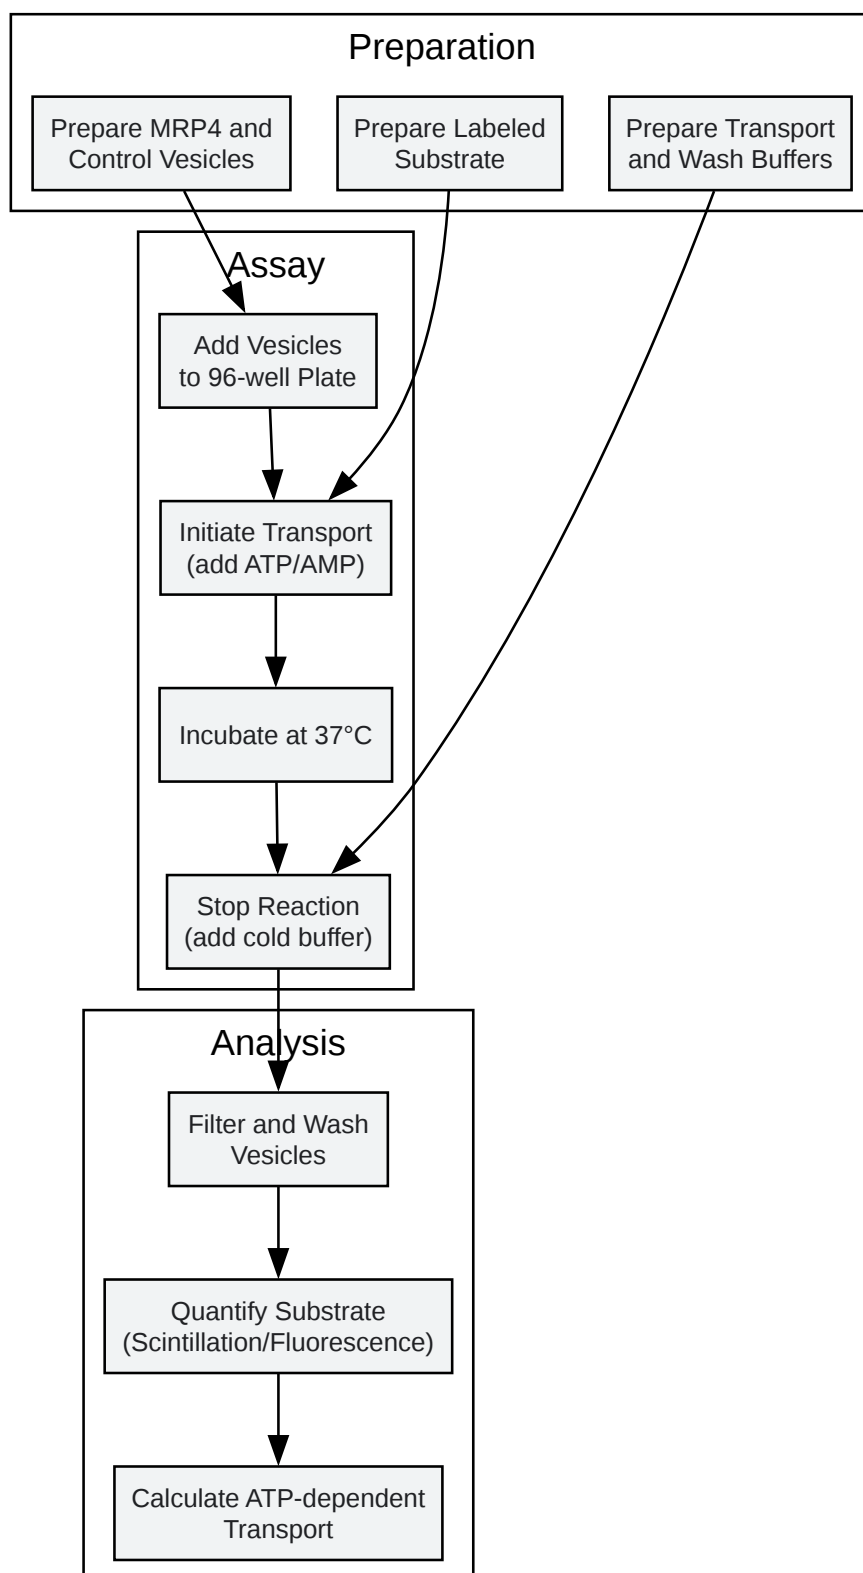 Preparation
Prepare MRP4 and
Control Vesicles
Prepare Labeled
Substrate
Prepare Transport
and Wash Buffers
Assay
Add Vesicles
to 96-well Plate
Initiate Transport
(add ATP/AMP)
Incubate at 37°C
Stop Reaction
(add cold buffer)
Analysis
Filter and Wash
Vesicles
Quantify Substrate
(Scintillation/Fluorescence)
Calculate ATP-dependent
Transport